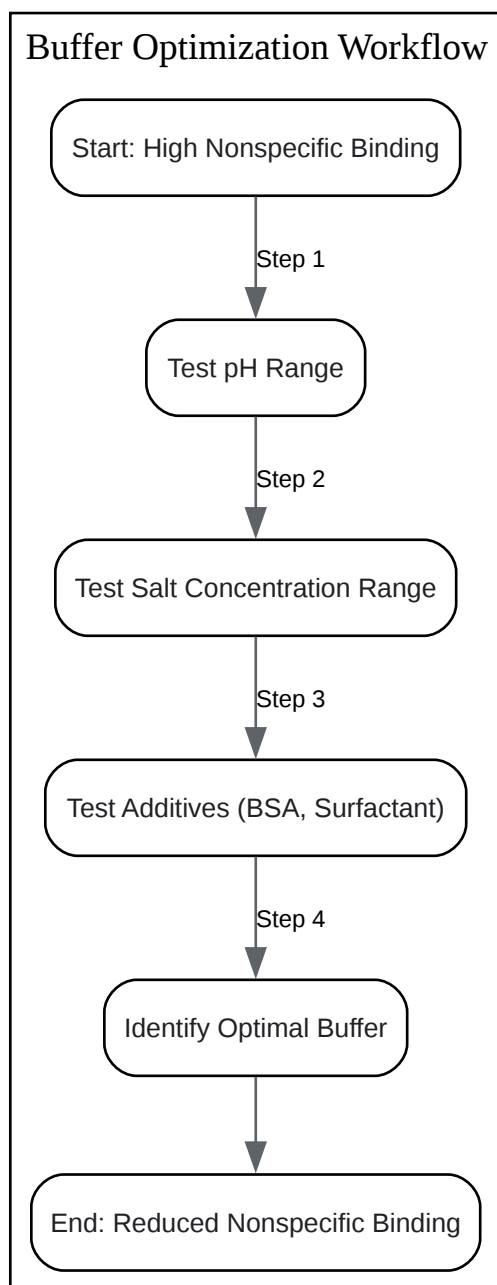 Buffer Optimization Workflow
Start: High Nonspecific Binding
Step 1
Test pH Range
Step 2
Test Salt Concentration Range
Step 3
Test Additives (BSA, Surfactant)
Step 4
Identify Optimal Buffer
End: Reduced Nonspecific Binding